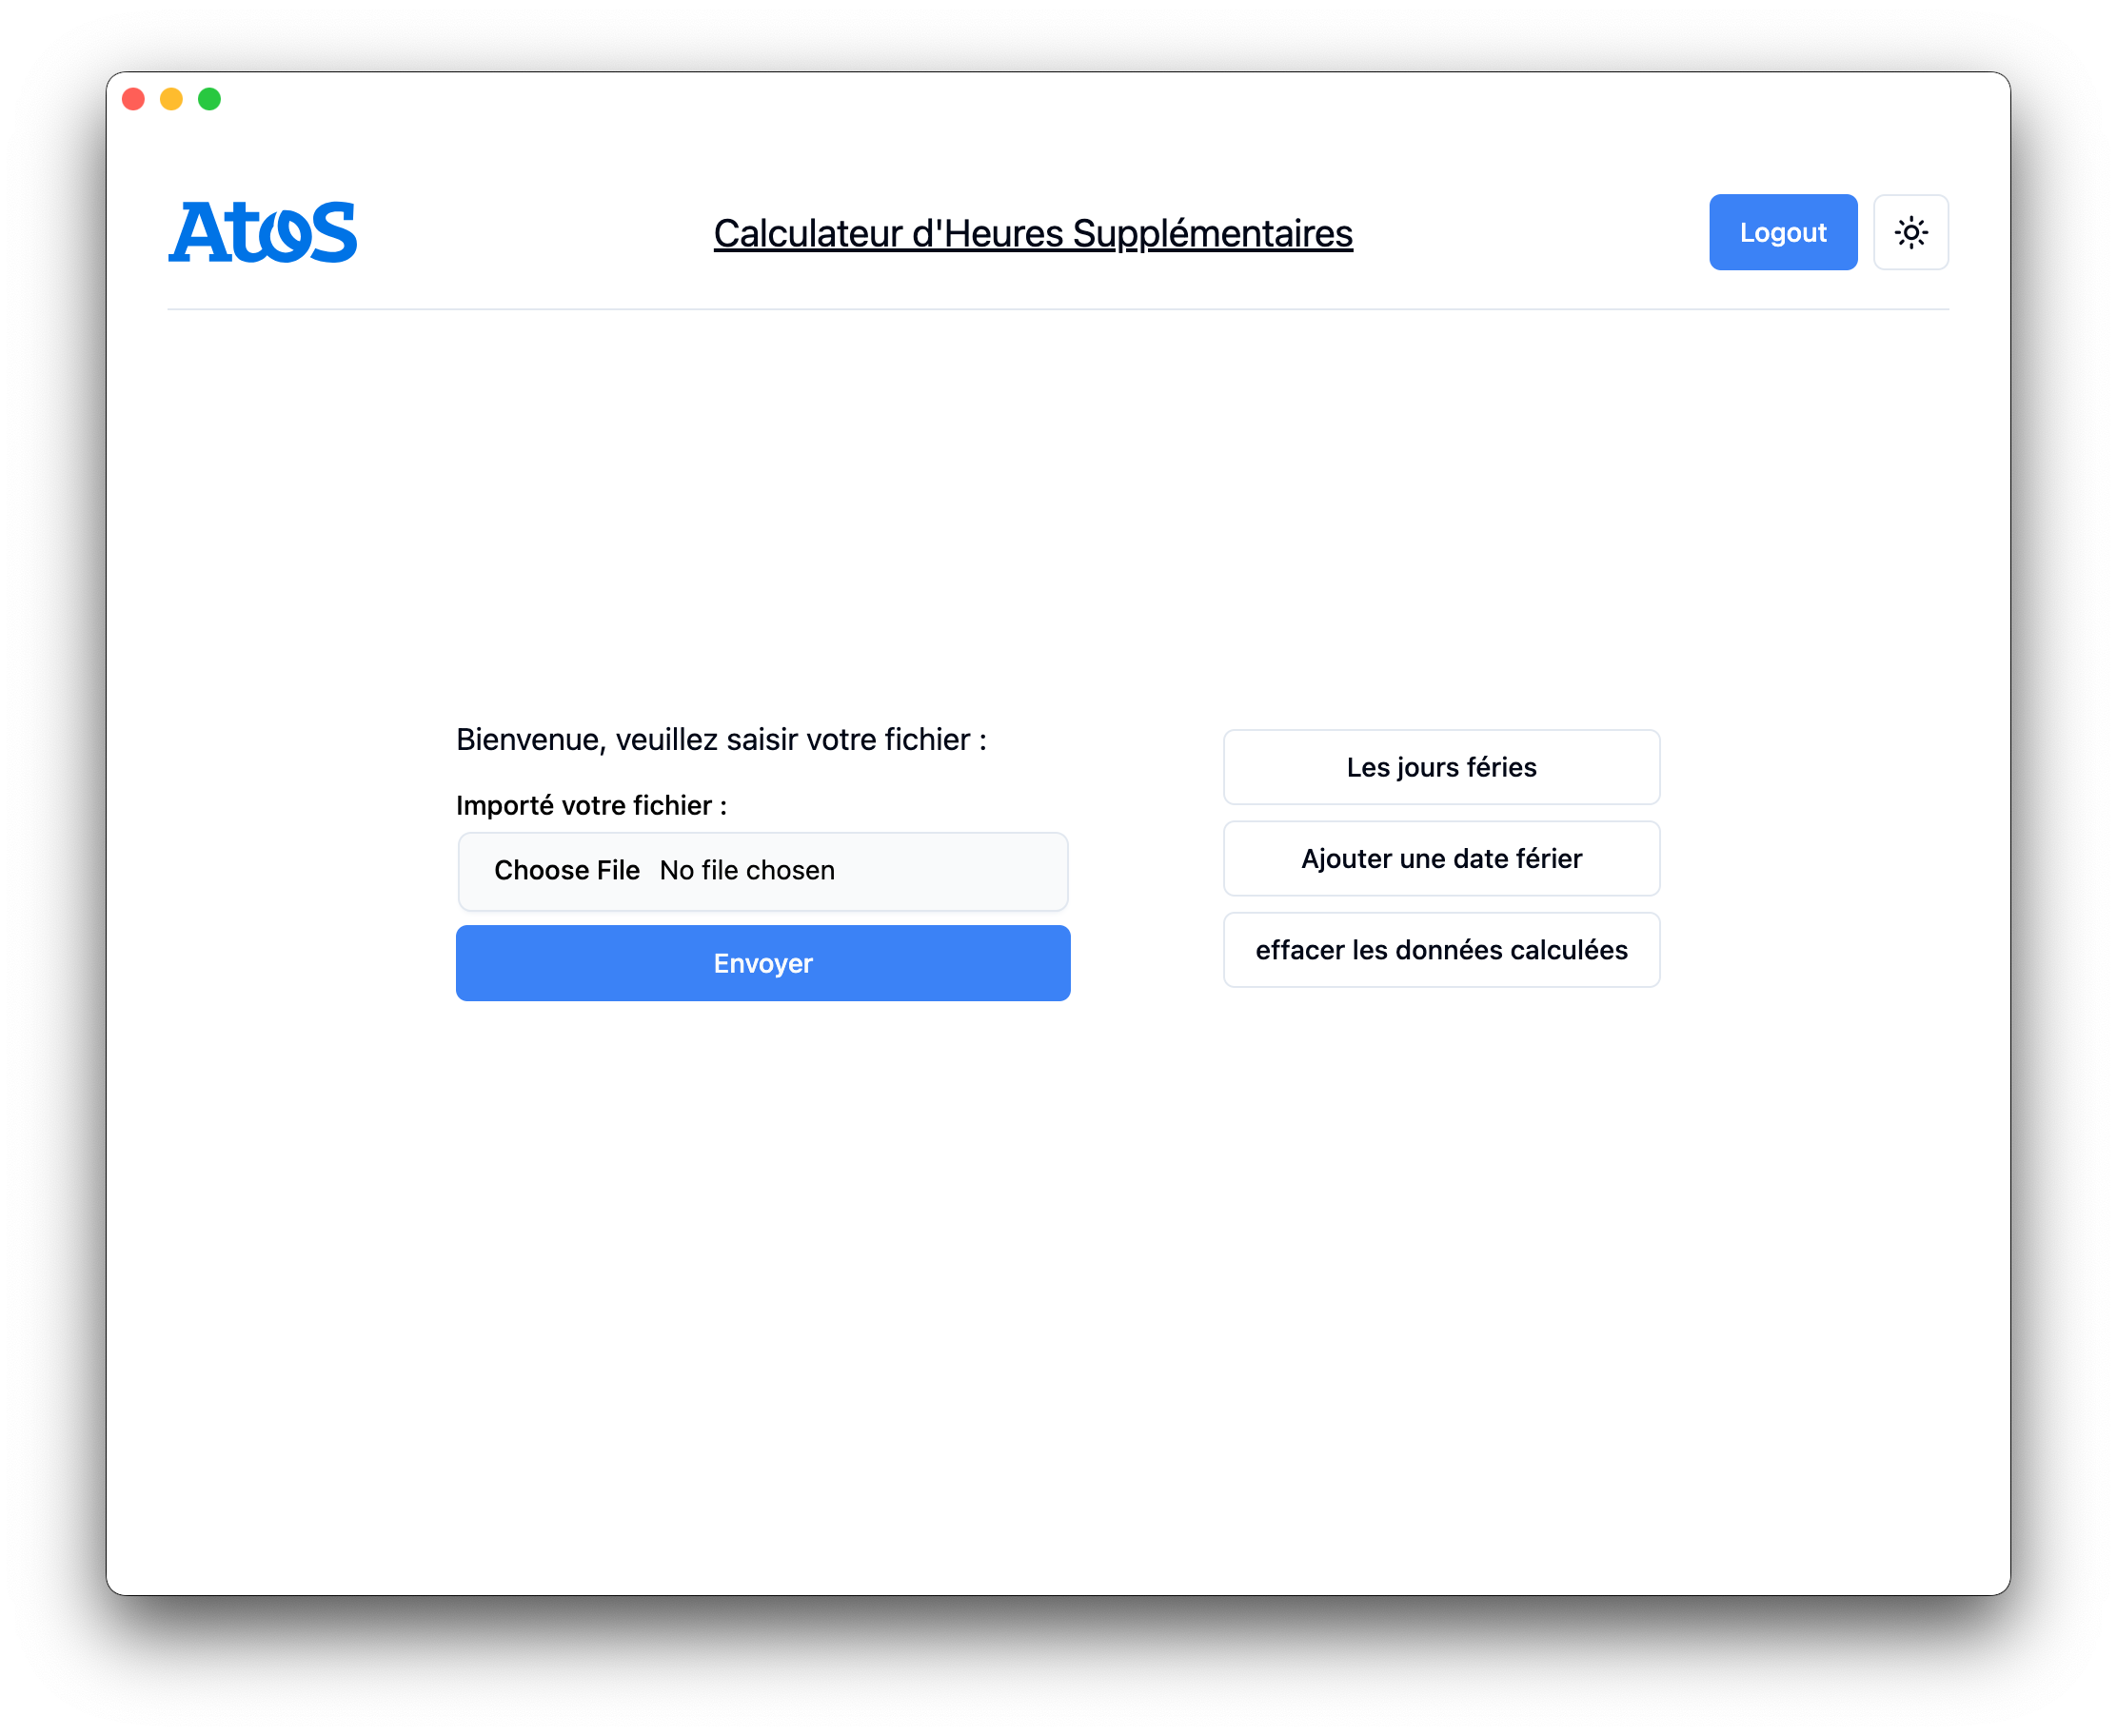 Atos
Calculateur d'Heures Supplémentaires
Logout
Bienvenue, veuillez saisir votre fichier :
Importé votre fichier :
Choose File No file chosen
Envoyer
Les jours féries
Ajouter une date férier
effacer les données calculées